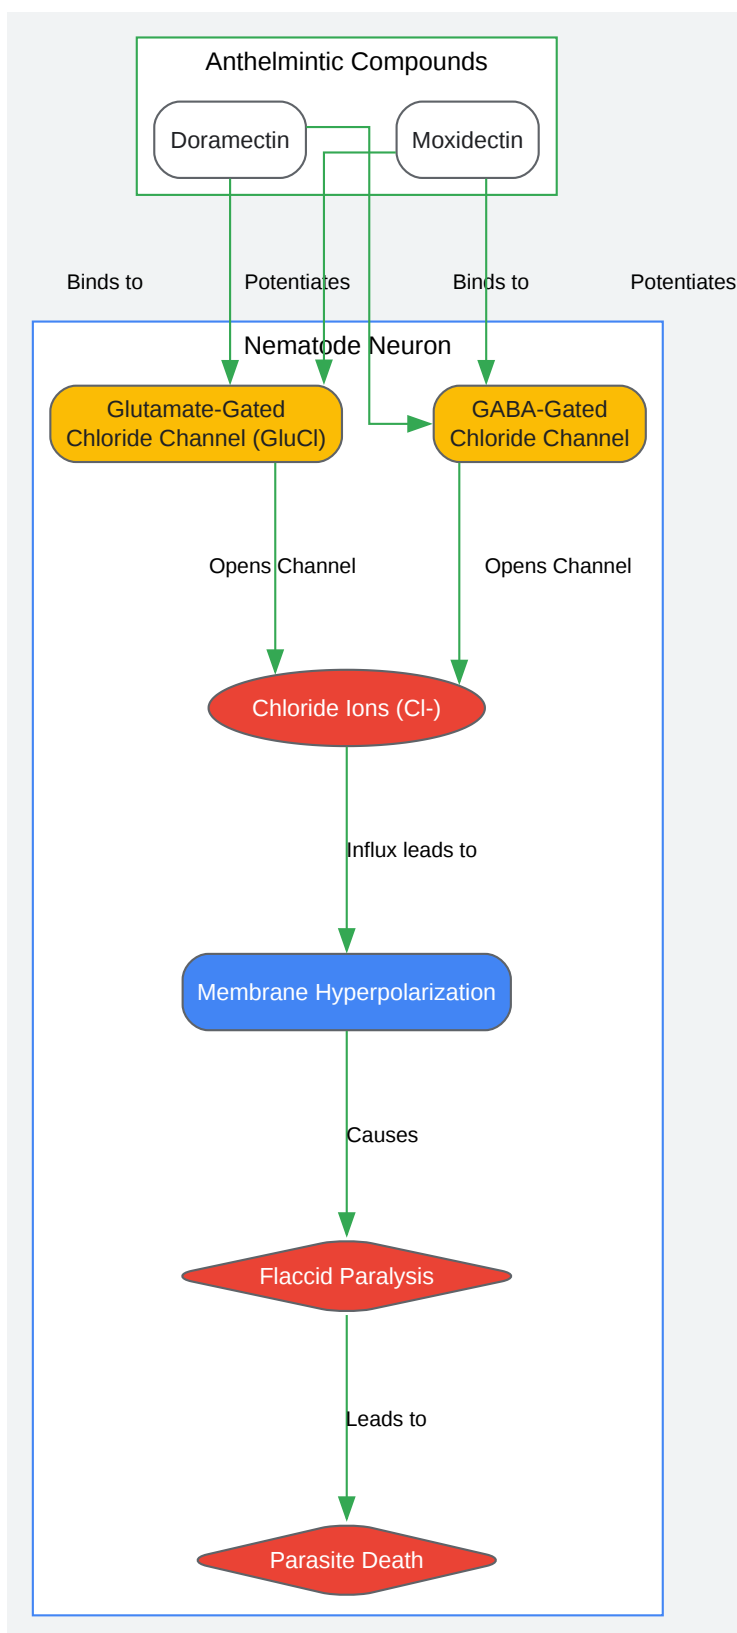 Anthelmintic Compounds
Doramectin
Moxidectin
Binds to
Potentiates
Binds to
Potentiates
Nematode Neuron
Glutamate-Gated
Chloride Channel (GluCl)
GABA-Gated
Chloride Channel
Opens Channel
Opens Channel
Chloride Ions (Cl-)
Influx leads to
Membrane Hyperpolarization
Causes
Flaccid Paralysis
Leads to
Parasite Death